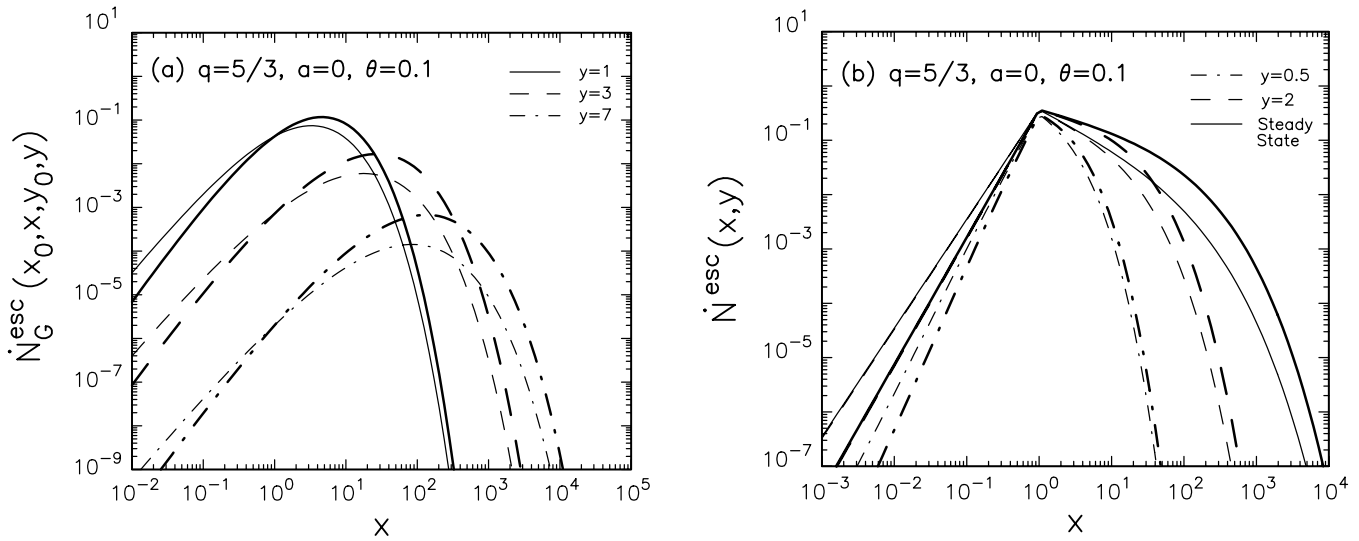 (a) q=5/3, a=0, θ=0.1
y=1
y=3
y=7
10^1
10^-1
10^-3
10^-5
10^-7
10^-9
Ṅ_G^esc (x_0,x,y_0,y)
10^-2
10^-1
10^0
10^1
10^2
10^3
10^4
10^5
x
(b) q=5/3, a=0, θ=0.1
y=0.5
y=2
Steady
State
10^1
10^-1
10^-3
10^-5
10^-7
Ṅ^esc (x,y)
10^-3
10^-2
10^-1
10^0
10^1
10^2
10^3
10^4
x